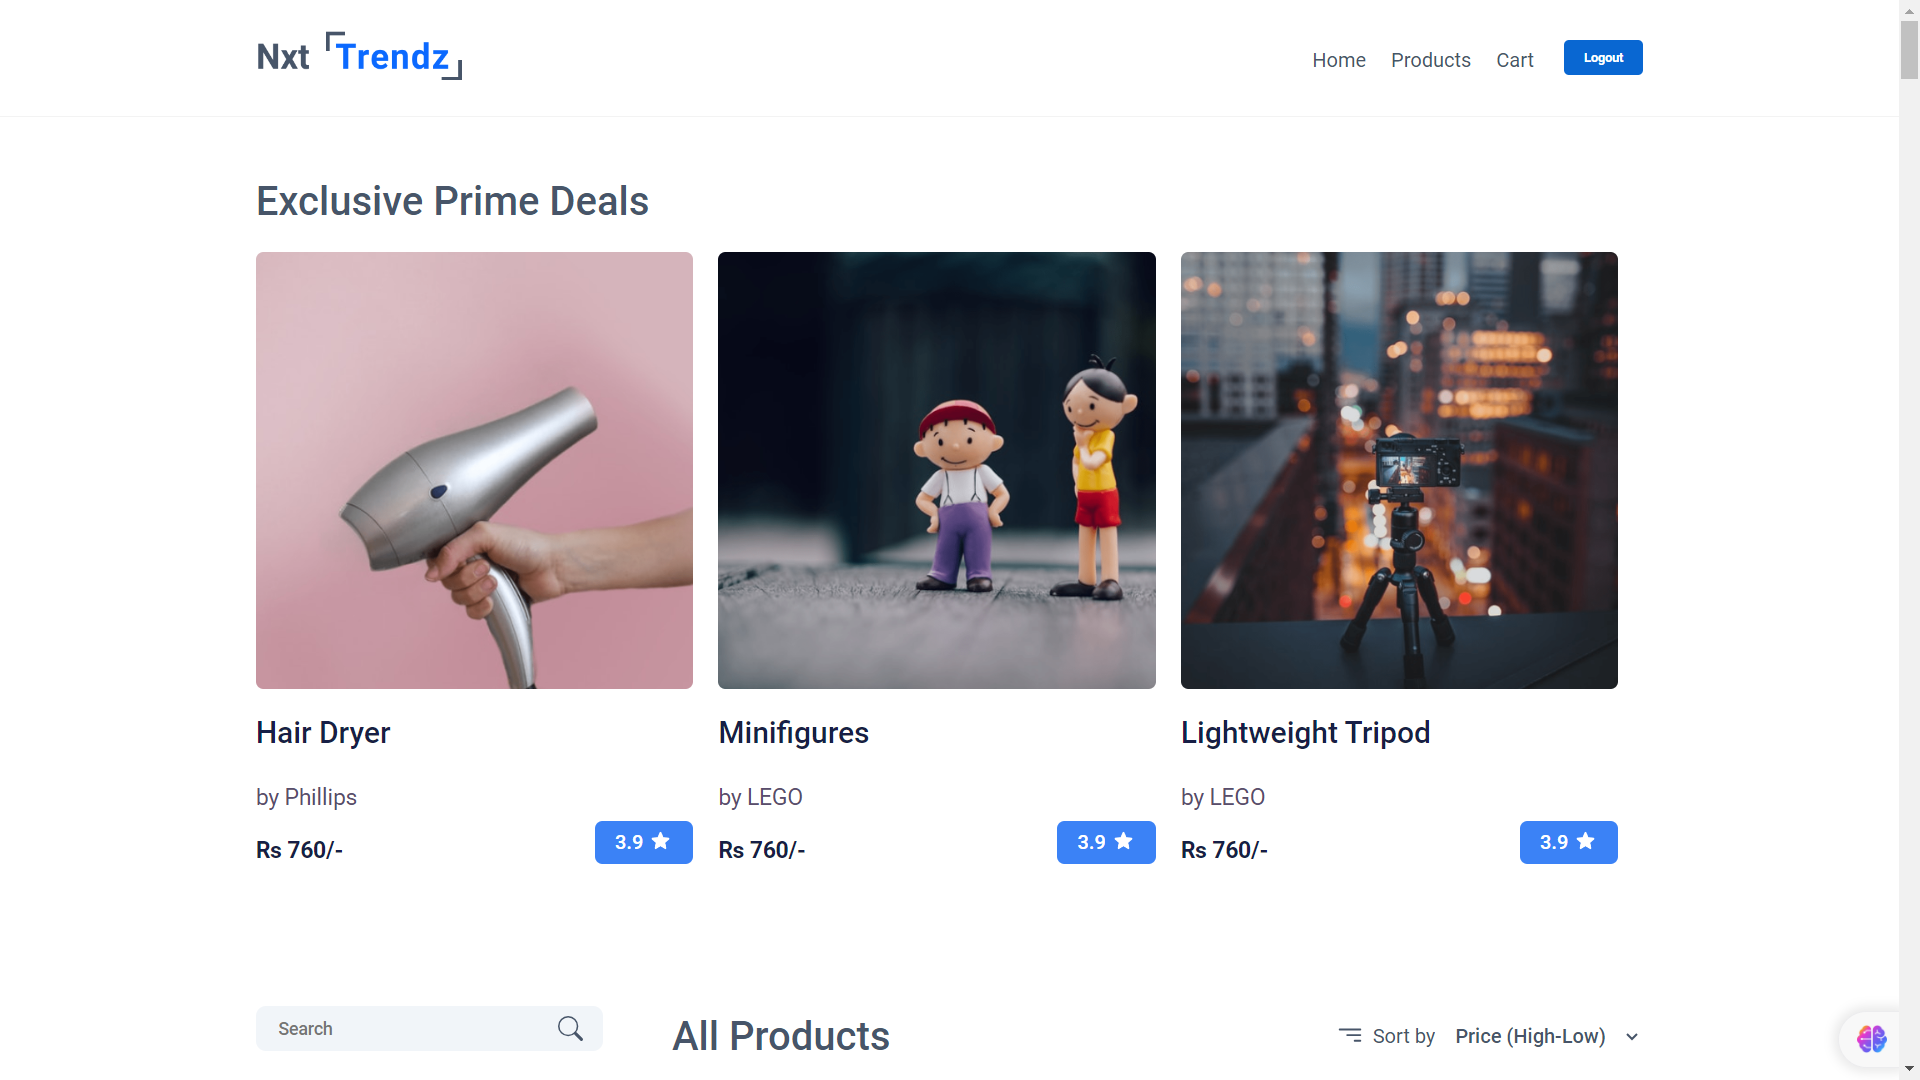 Nxt Trendz
Home Products Cart Logout
Exclusive Prime Deals
Hair Dryer
by Phillips
Rs 760/-
3.9
Minifigures
by LEGO
Rs 760/-
3.9
Lightweight Tripod
by LEGO
Rs 760/-
3.9
Search
All Products
Sort by Price (High-Low)